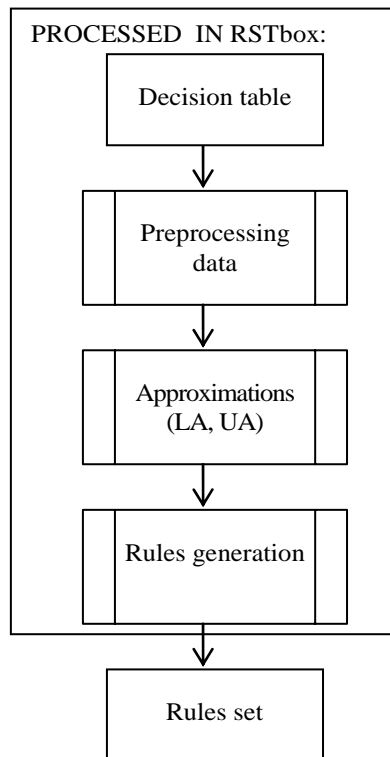 PROCESSED IN RSTbox:
Decision table
Preprocessing
data
Approximations
(LA, UA)
Rules generation
Rules set